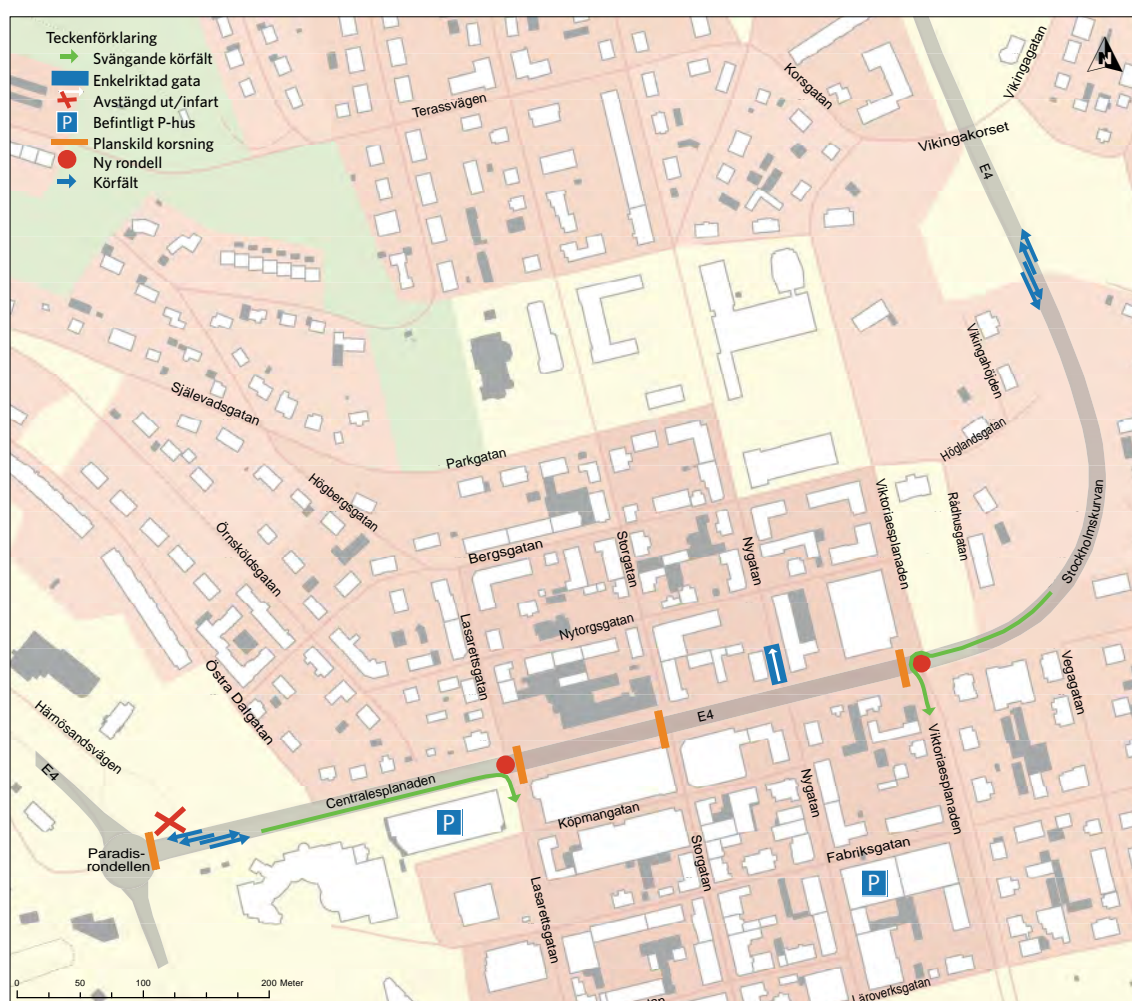 Teckenförklaring
Svängande körfält
Enkelriktad gata
Avstängd ut/infart
P
Befintligt P-hus
Planskild korsning
Ny rondell
Körfält
N
Terassvägen
Korsgatan
Vikingagatan
Vikingakorset
E4
Själevadsgatan
Vikingahöjden
Höglandsgatan
Parkgatan
Högbergsgatan
Örnsköldsgatan
Bergsgatan
Storgatan
Nygatan
Viktoriaesplanaden
Rådhusgatan
Stockholmskurvan
Lasarettsgatan
Nytorgsgatan
Östra Dalgatan
Vegagatan
Härnösandsvägen
E4
E4
Centralesplanaden
Viktoriaesplanaden
Nygatan
P
Köpmangatan
Paradis-
rondellen
Storgatan
Fabriksgatan
P
Lasarettsgatan
Läroverksgatan
0 50 100 200 Meter